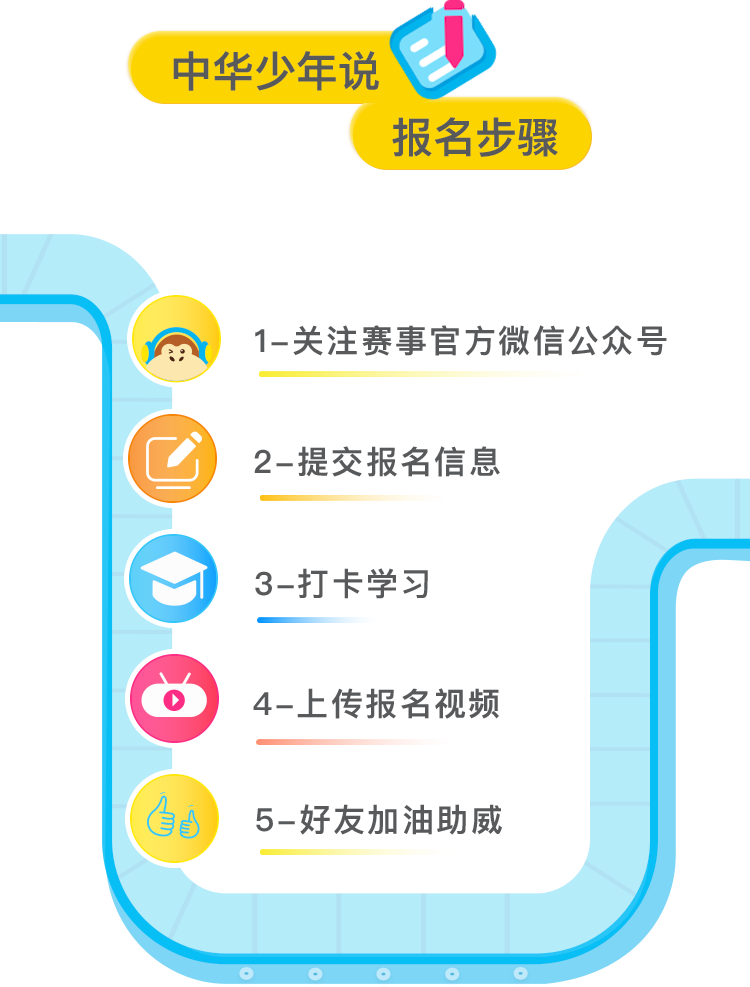 中华少年说
报名步骤
1-关注赛事官方微信公众号
2-提交报名信息
3-打卡学习
4-上传报名视频
5-好友加油助威